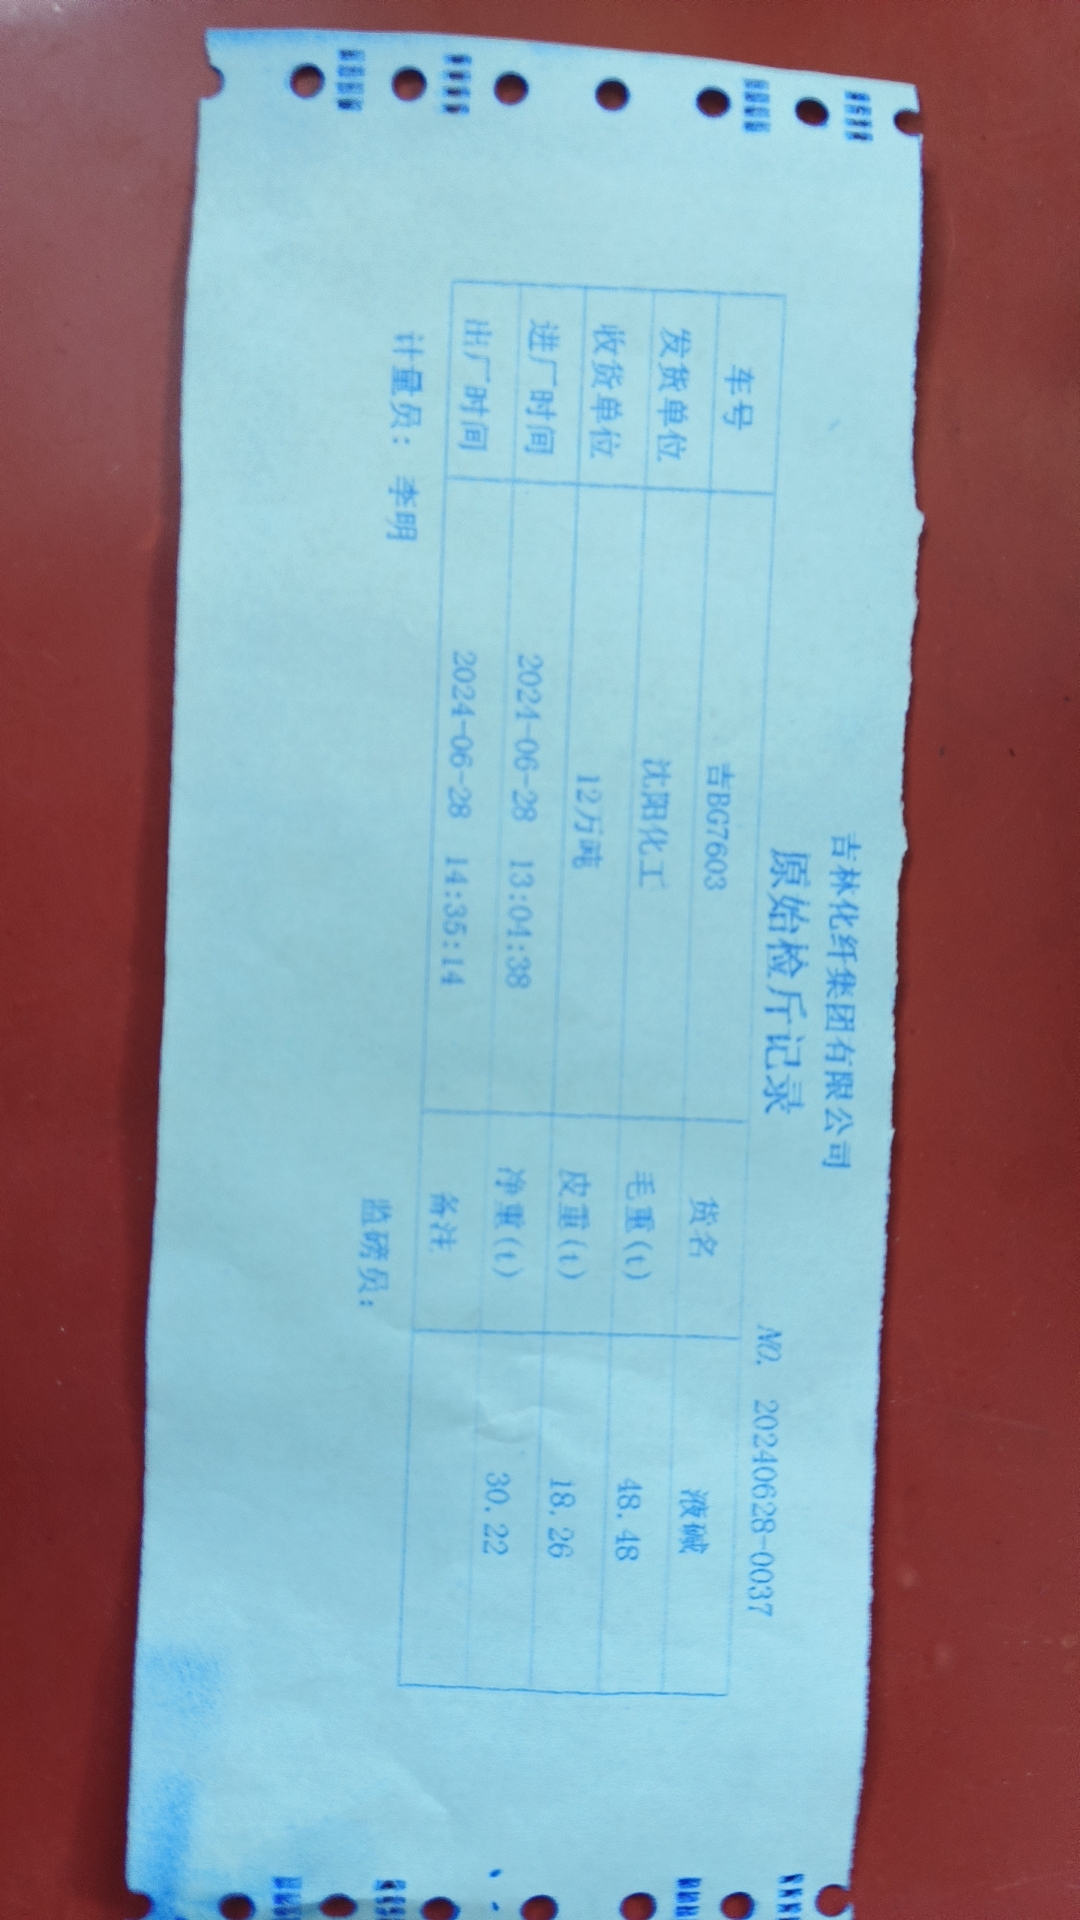 吉林化纤集团有限公司
原始检斤记录
NO. 20240628-0037
车号 吉BG7603 货名 液碱
发货单位 沈阳化工 毛重(t) 48.48
收货单位 12万吨 皮重(t) 18.26
进厂时间 2024-06-28 13:04:38 净重(t) 30.22
出厂时间 2024-06-28 14:35:14 备注
计量员: 李明 监磅员: